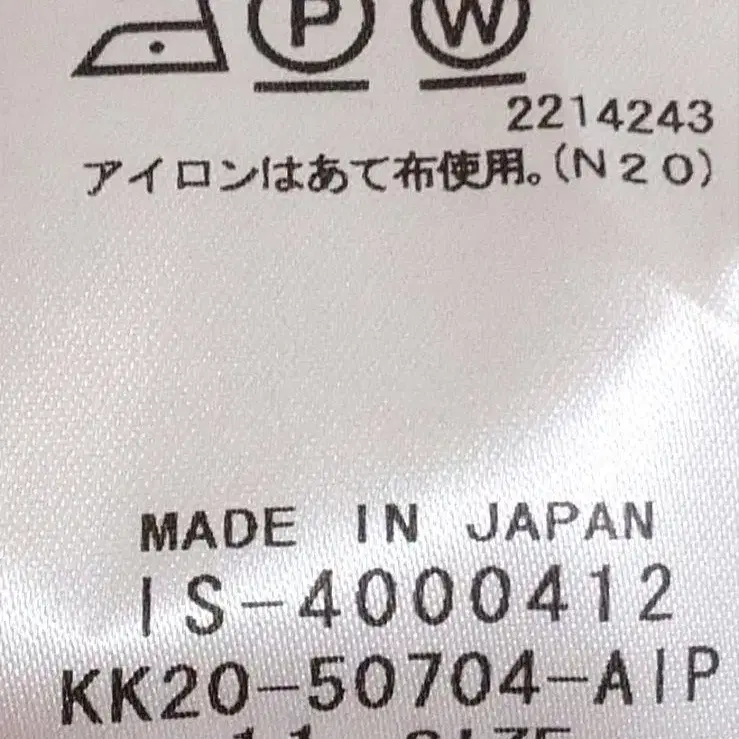 P W
2214243
アイロンはあて布使用。(N20)
MADE IN JAPAN
IS-4000412
KK20-50704-AIP